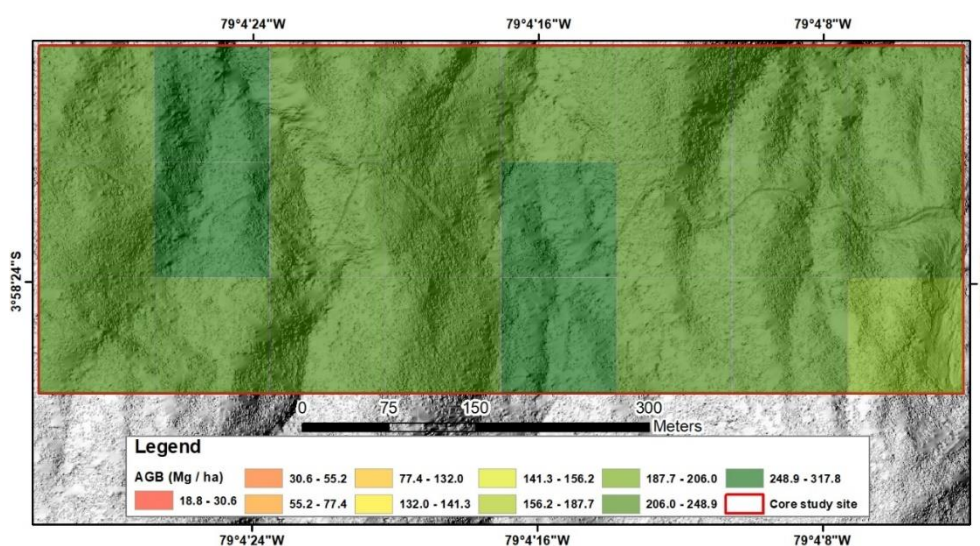 79°4'24"W 79°4'16"W 79°4'8"W
3°58'24"S
0 75 150 300
Meters
Legend
AGB (Mg / ha) 30.6 - 55.2 77.4 - 132.0 141.3 - 156.2 187.7 - 206.0 248.9 - 317.8
18.8 - 30.6 55.2 - 77.4 132.0 - 141.3 156.2 - 187.7 206.0 - 248.9 Core study site
79°4'24"W 79°4'16"W 79°4'8"W